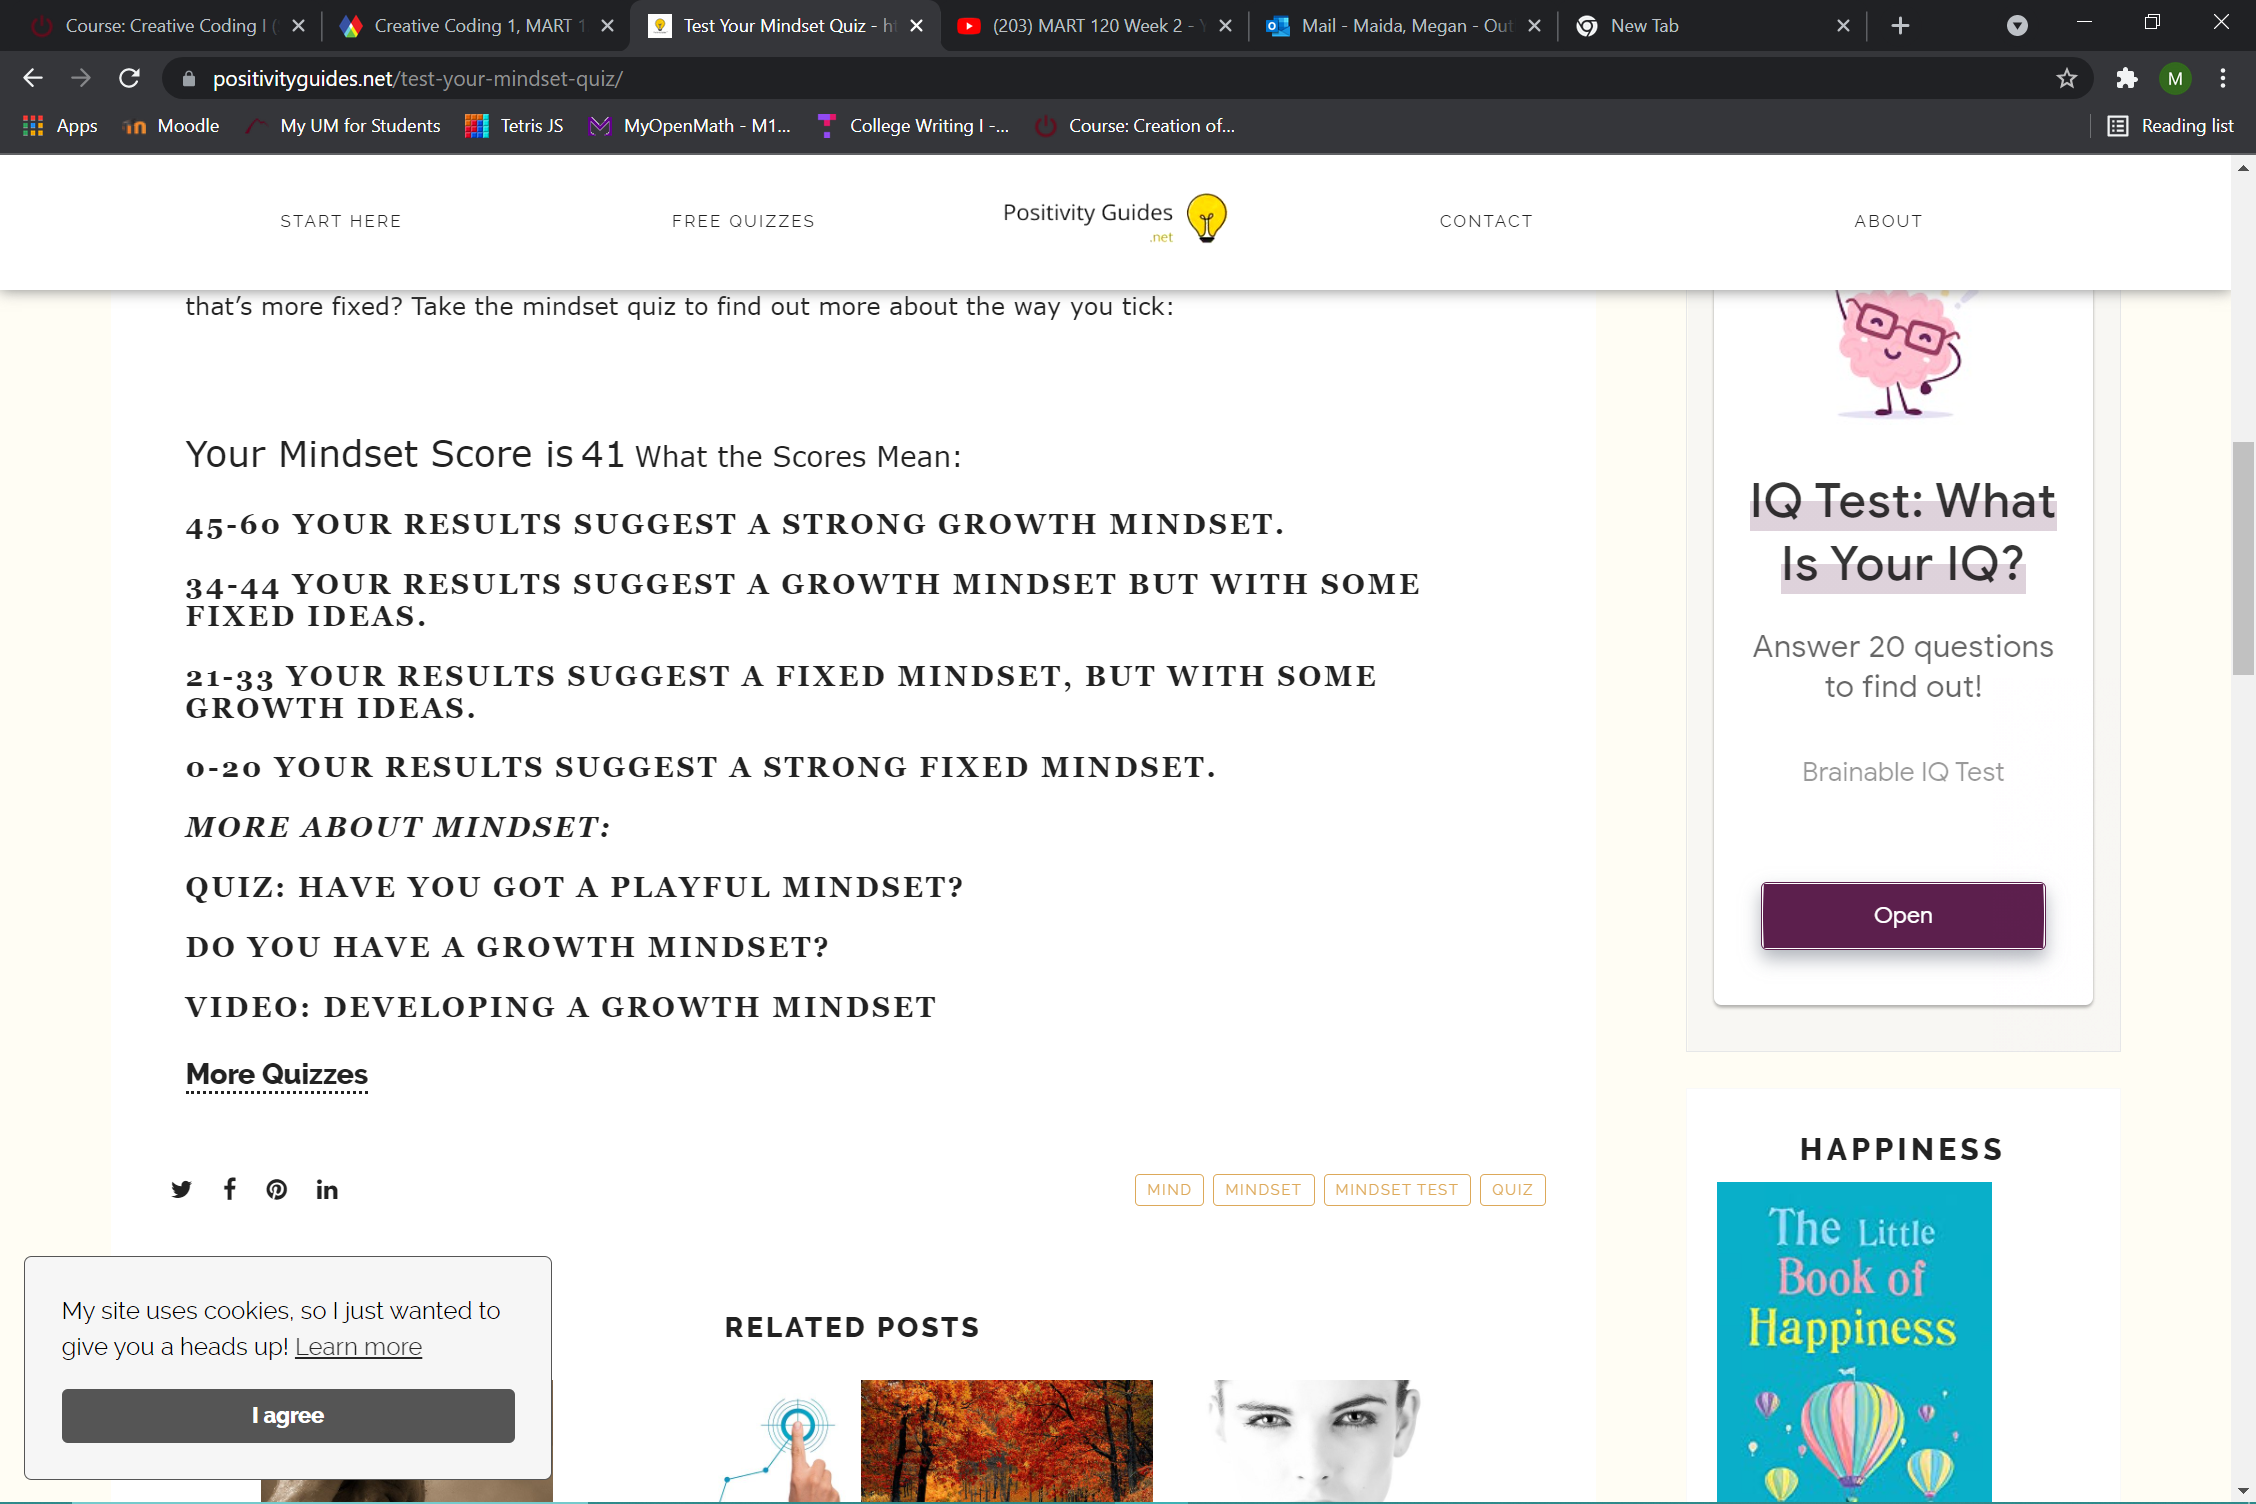 Course: Creative Coding I (
Creative Coding 1, MART 1
Test Your Mindset Quiz - ht
(203) MART 120 Week 2 -
Mail - Maida, Megan - Out
New Tab
positivityguides.net/test-your-mindset-quiz/
M
Apps
Moodle
My UM for Students
Tetris JS
MyOpenMath - M1...
College Writing I -...
Course: Creation of...
Reading list
START HERE
FREE QUIZZES
Positivity Guides
.net
CONTACT
ABOUT
that’s more fixed? Take the mindset quiz to find out more about the way you tick:
Your Mindset Score is 41 What the Scores Mean:
45-60 YOUR RESULTS SUGGEST A STRONG GROWTH MINDSET.
34-44 YOUR RESULTS SUGGEST A GROWTH MINDSET BUT WITH SOME
FIXED IDEAS.
21-33 YOUR RESULTS SUGGEST A FIXED MINDSET, BUT WITH SOME
GROWTH IDEAS.
0-20 YOUR RESULTS SUGGEST A STRONG FIXED MINDSET.
MORE ABOUT MINDSET:
QUIZ: HAVE YOU GOT A PLAYFUL MINDSET?
DO YOU HAVE A GROWTH MINDSET?
VIDEO: DEVELOPING A GROWTH MINDSET
More Quizzes
MIND
MINDSET
MINDSET TEST
QUIZ
RELATED POSTS
My site uses cookies, so I just wanted to
give you a heads up! Learn more
I agree
IQ Test: What
Is Your IQ?
Answer 20 questions
to find out!
Brainable IQ Test
Open
HAPPINESS
The Little
Book of
Happiness